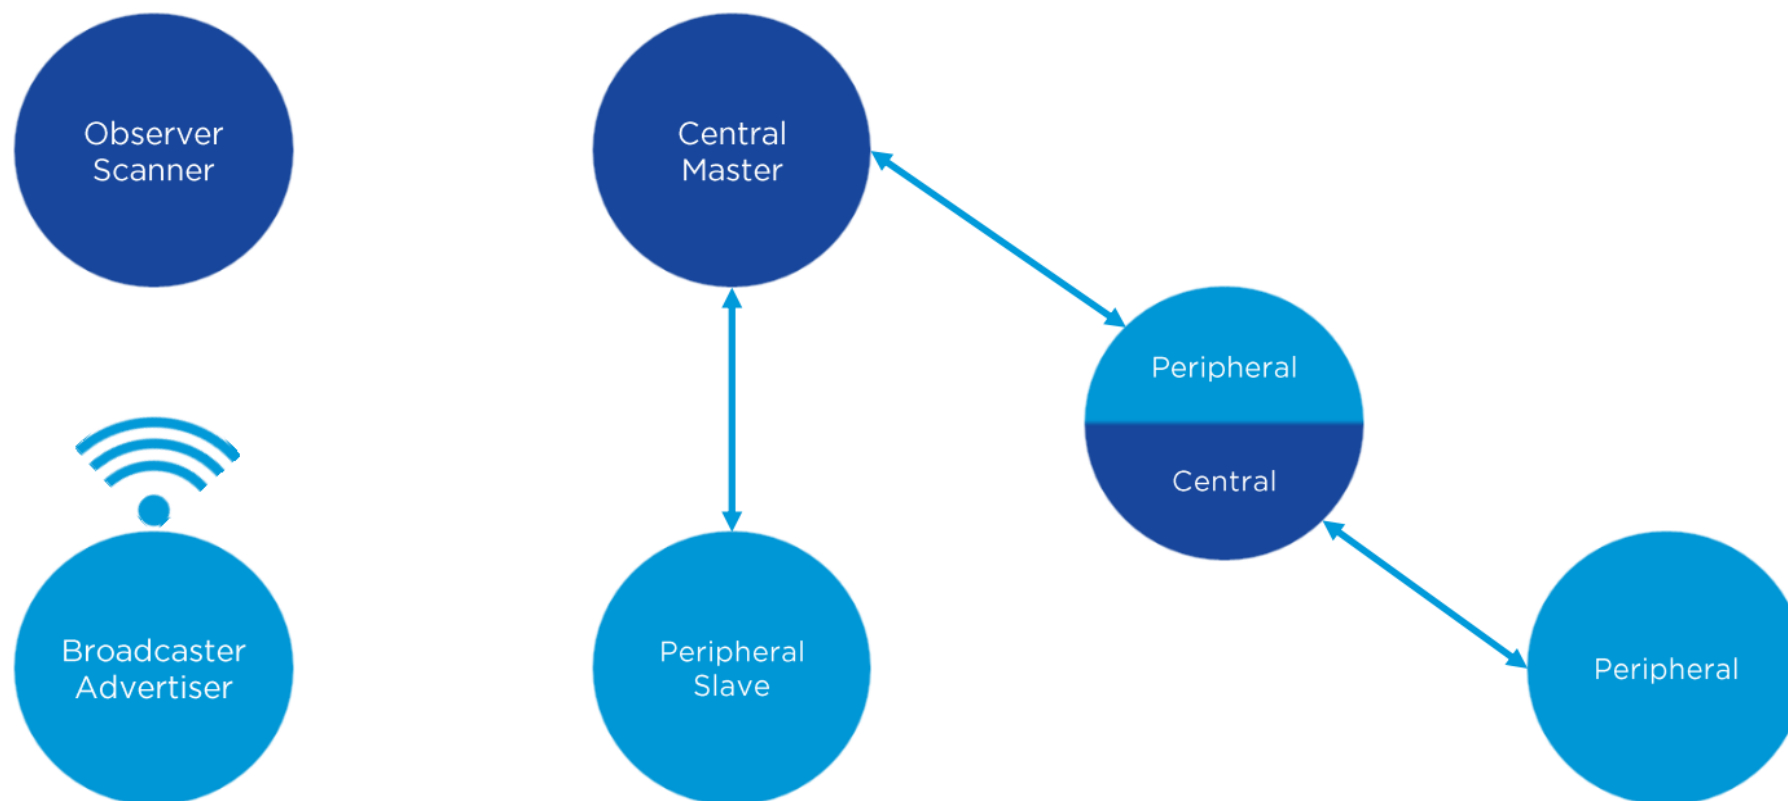 Observer
Scanner
Central
Master
Peripheral
Central
Broadcaster
Advertiser
Peripheral
Slave
Peripheral